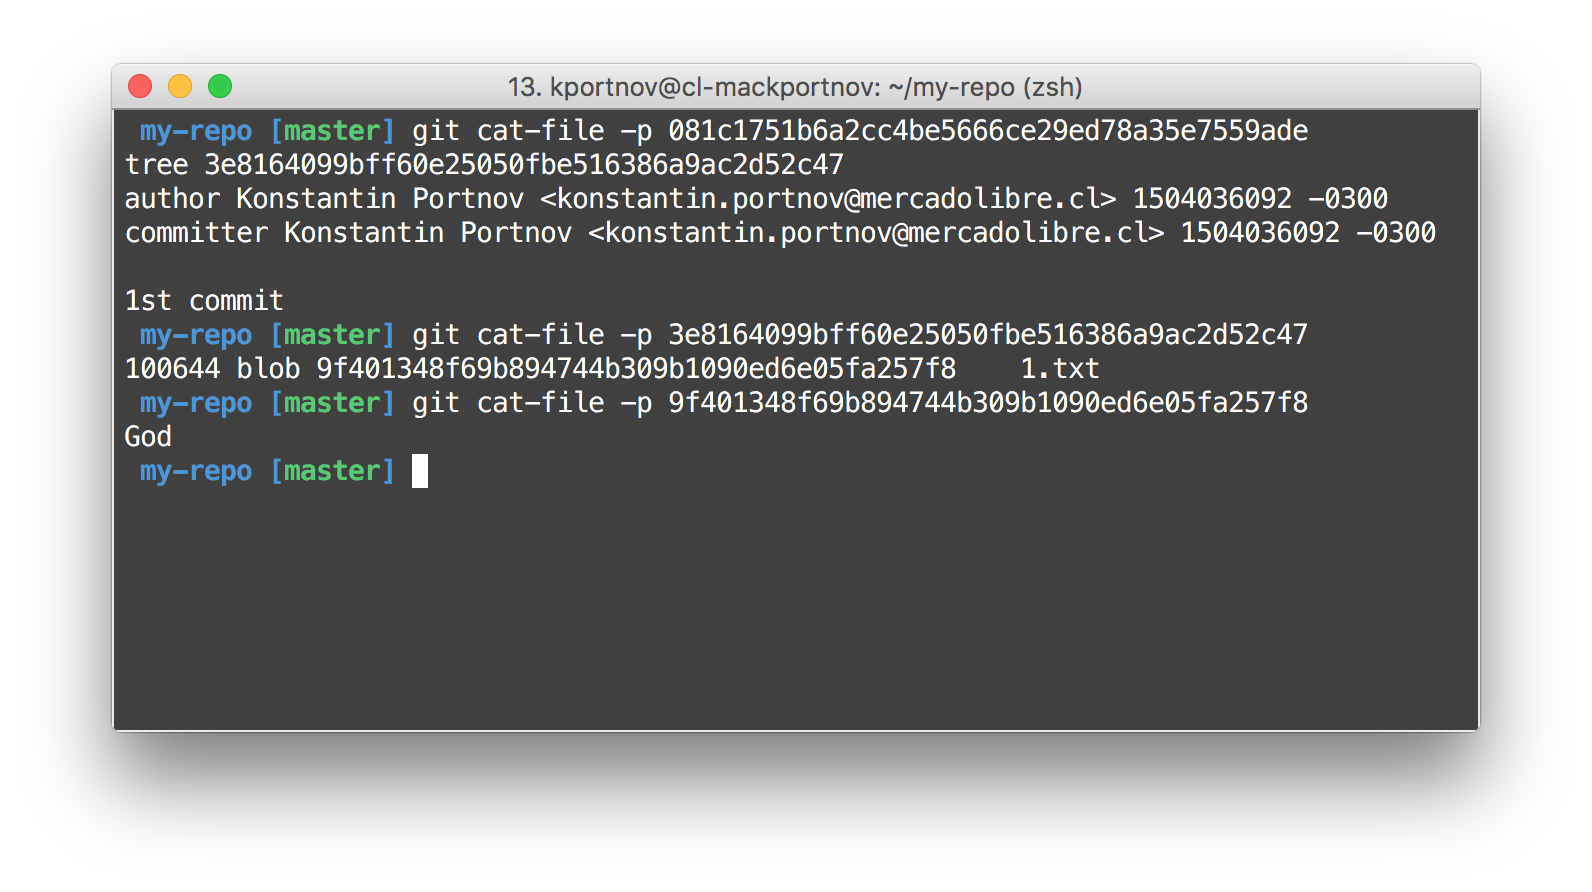 13. kportnov@cl-mackportnov: ~/my-repo (zsh)
my-repo [master] git cat-file -p 081c1751b6a2cc4be5666ce29ed78a35e7559ade
tree 3e8164099bff60e25050fbe516386a9ac2d52c47
author Konstantin Portnov <konstantin.portnov@mercadolibre.cl> 1504036092 -0300
committer Konstantin Portnov <konstantin.portnov@mercadolibre.cl> 1504036092 -0300
1st commit
my-repo [master] git cat-file -p 3e8164099bff60e25050fbe516386a9ac2d52c47
100644 blob 9f401348f69b894744b309b1090ed6e05fa257f8 1.txt
my-repo [master] git cat-file -p 9f401348f69b894744b309b1090ed6e05fa257f8
God
my-repo [master]